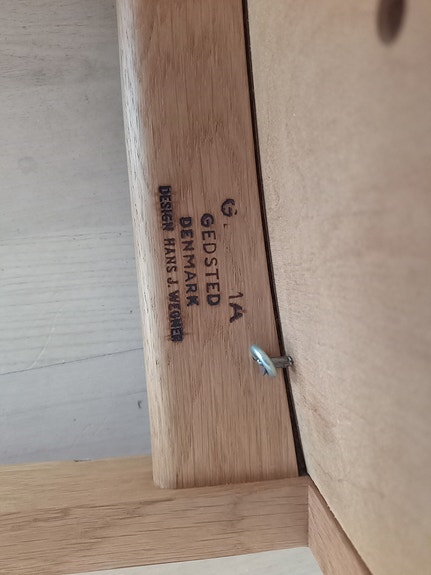 G. 1A
GEDSTED
DENMARK
DESIGN HANS J. WEGNER